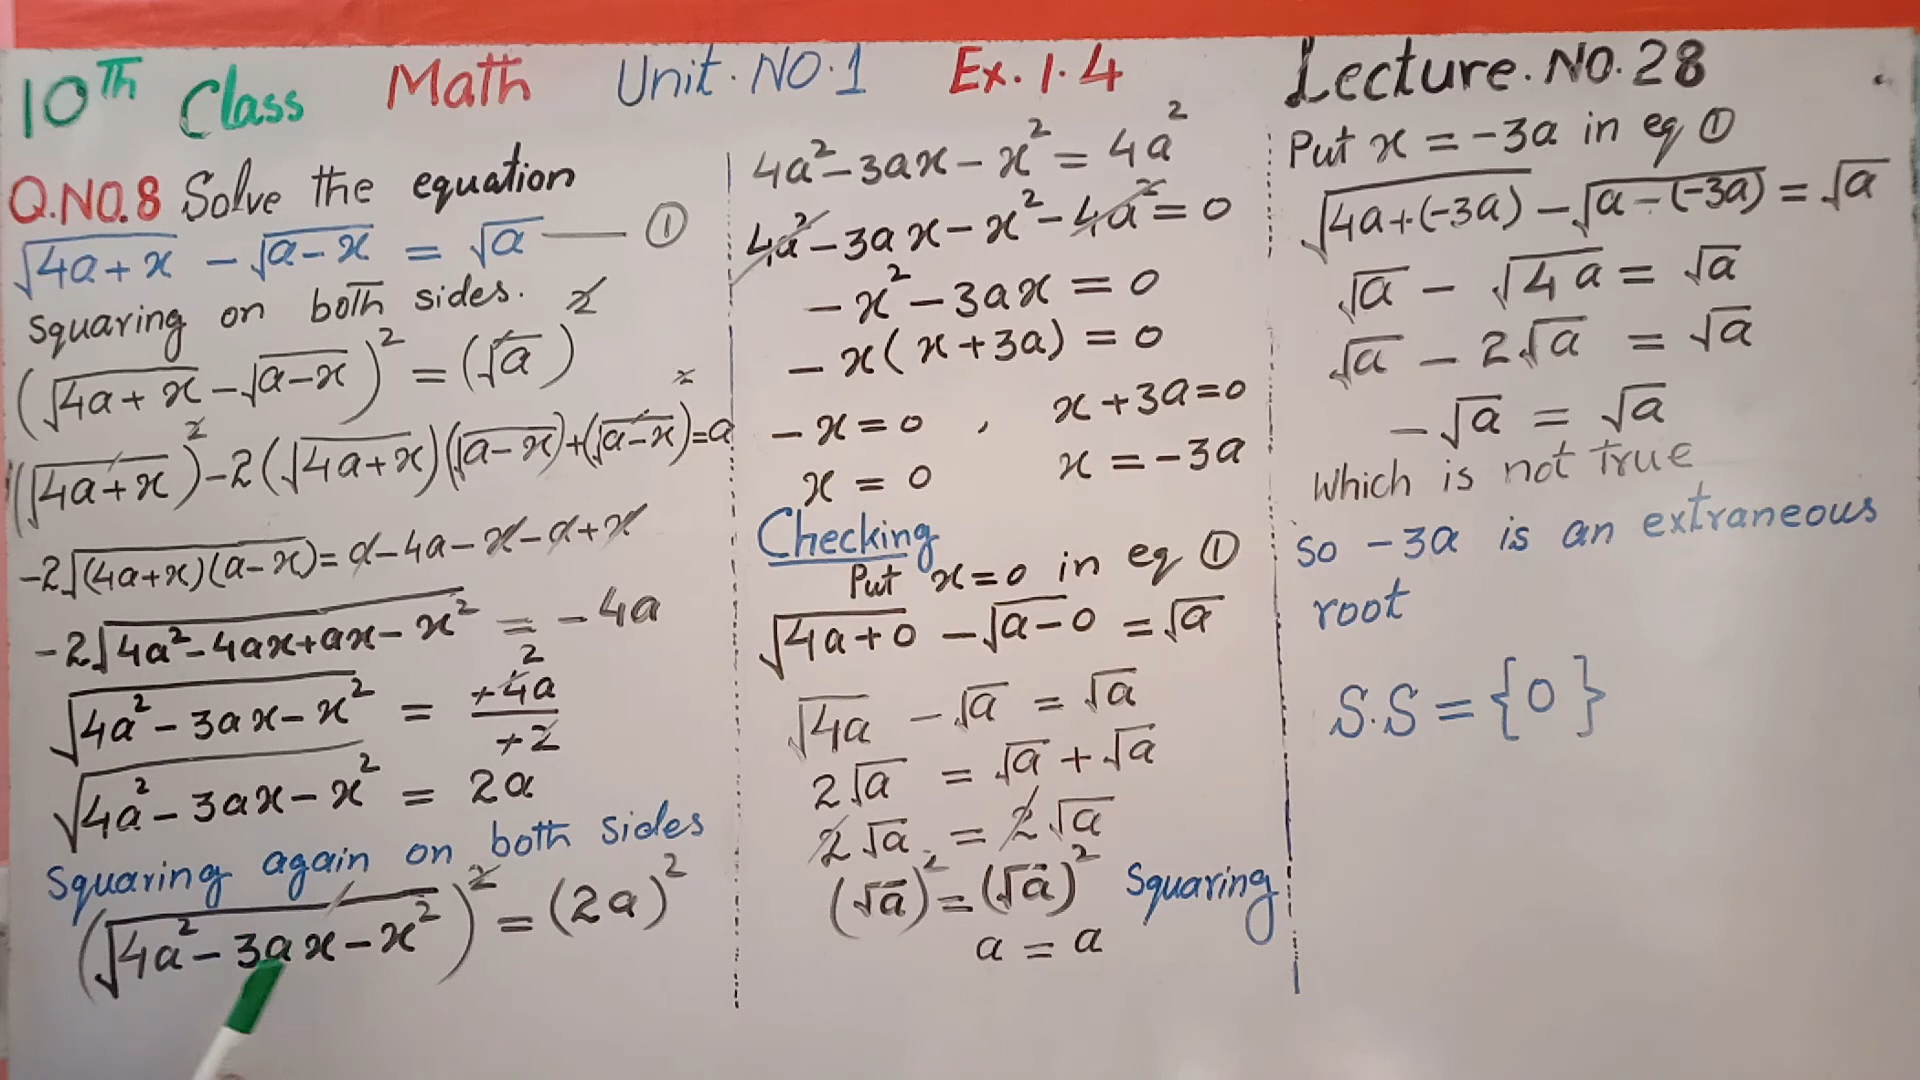 10Th Class Math Unit. NO.1 Ex. 1.4 Lecture. NO. 28
Q.NO.8 Solve the equation
√(4a+x) - √(a-x) = √a —— ①
Squaring on both sides.
(√(4a+x) - √(a-x))² = (√a)²
(√(4a+x))² - 2(√(4a+x))(√(a-x)) + (√(a-x))² = a
-2√((4a+x)(a-x)) = a - 4a - x - a + x
-2√(4a² - 4ax + ax - x²) = -4a
√(4a² - 3ax - x²) = +4a² / +2
√(4a² - 3ax - x²) = 2a
Squaring again on both sides
(√(4a² - 3ax - x²))² = (2a)²
4a² - 3ax - x² = 4a²
4a² - 3ax - x² - 4a² = 0
-x² - 3ax = 0
-x(x+3a) = 0
-x = 0 , x+3a=0
x = 0 x = -3a
Checking
Put x=0 in eq ①
√(4a+0) - √(a-0) = √a
√(4a) - √a = √a
2√a = √a + √a
2√a = 2√a
(√a)² = (√a)² Squaring
a = a
Put x = -3a in eq ①
√(4a+(-3a)) - √(a-(-3a)) = √a
√a - √(4a) = √a
√a - 2√a = √a
-√a = √a
Which is not true
So -3a is an extraneous
root
S.S = {0}